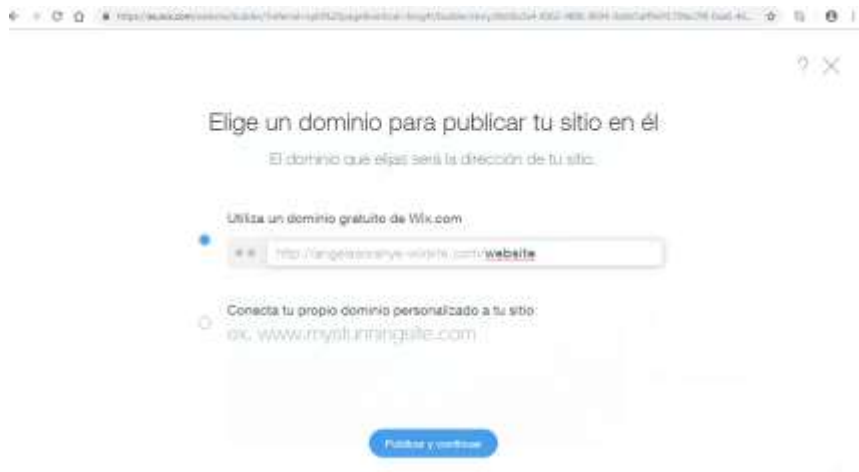 Elige un dominio para publicar tu sitio en él
El dominio que elijas será la dirección de tu sitio.
Utiliza un dominio gratuito de Wix.com
/website
Conecta tu propio dominio personalizado a tu sitio
ex. www.mystunningsite.com
Publicar y continuar